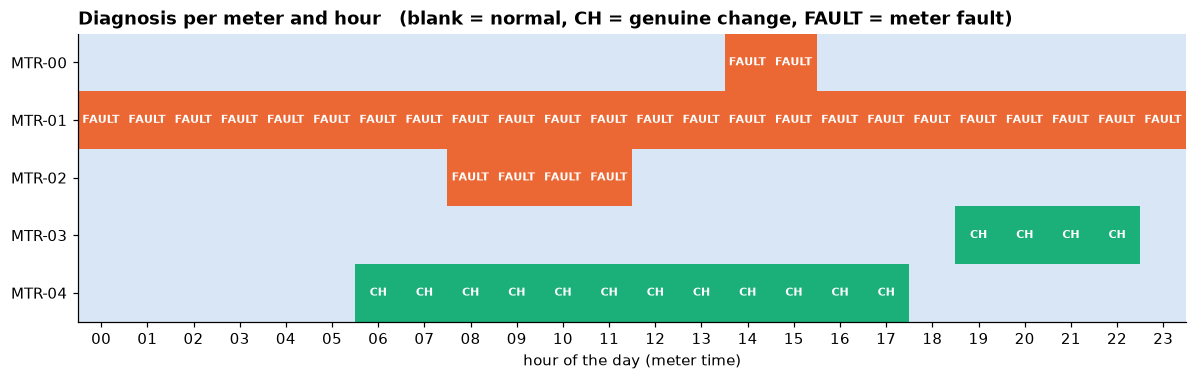 Diagnosis per meter and hour   (blank = normal, CH = genuine change, FAULT = meter fault)
MTR-00 FAULT FAULT
MTR-01 FAULT FAULT FAULT FAULT FAULT FAULT FAULT FAULT FAULT FAULT FAULT FAULT FAULT FAULT FAULT FAULT FAULT FAULT FAULT FAULT FAULT FAULT FAULT FAULT
MTR-02 FAULT FAULT FAULT FAULT
MTR-03 CH CH CH CH
MTR-04 CH CH CH CH CH CH CH CH CH CH CH CH
00 01 02 03 04 05 06 07 08 09 10 11 12 13 14 15 16 17 18 19 20 21 22 23
hour of the day (meter time)